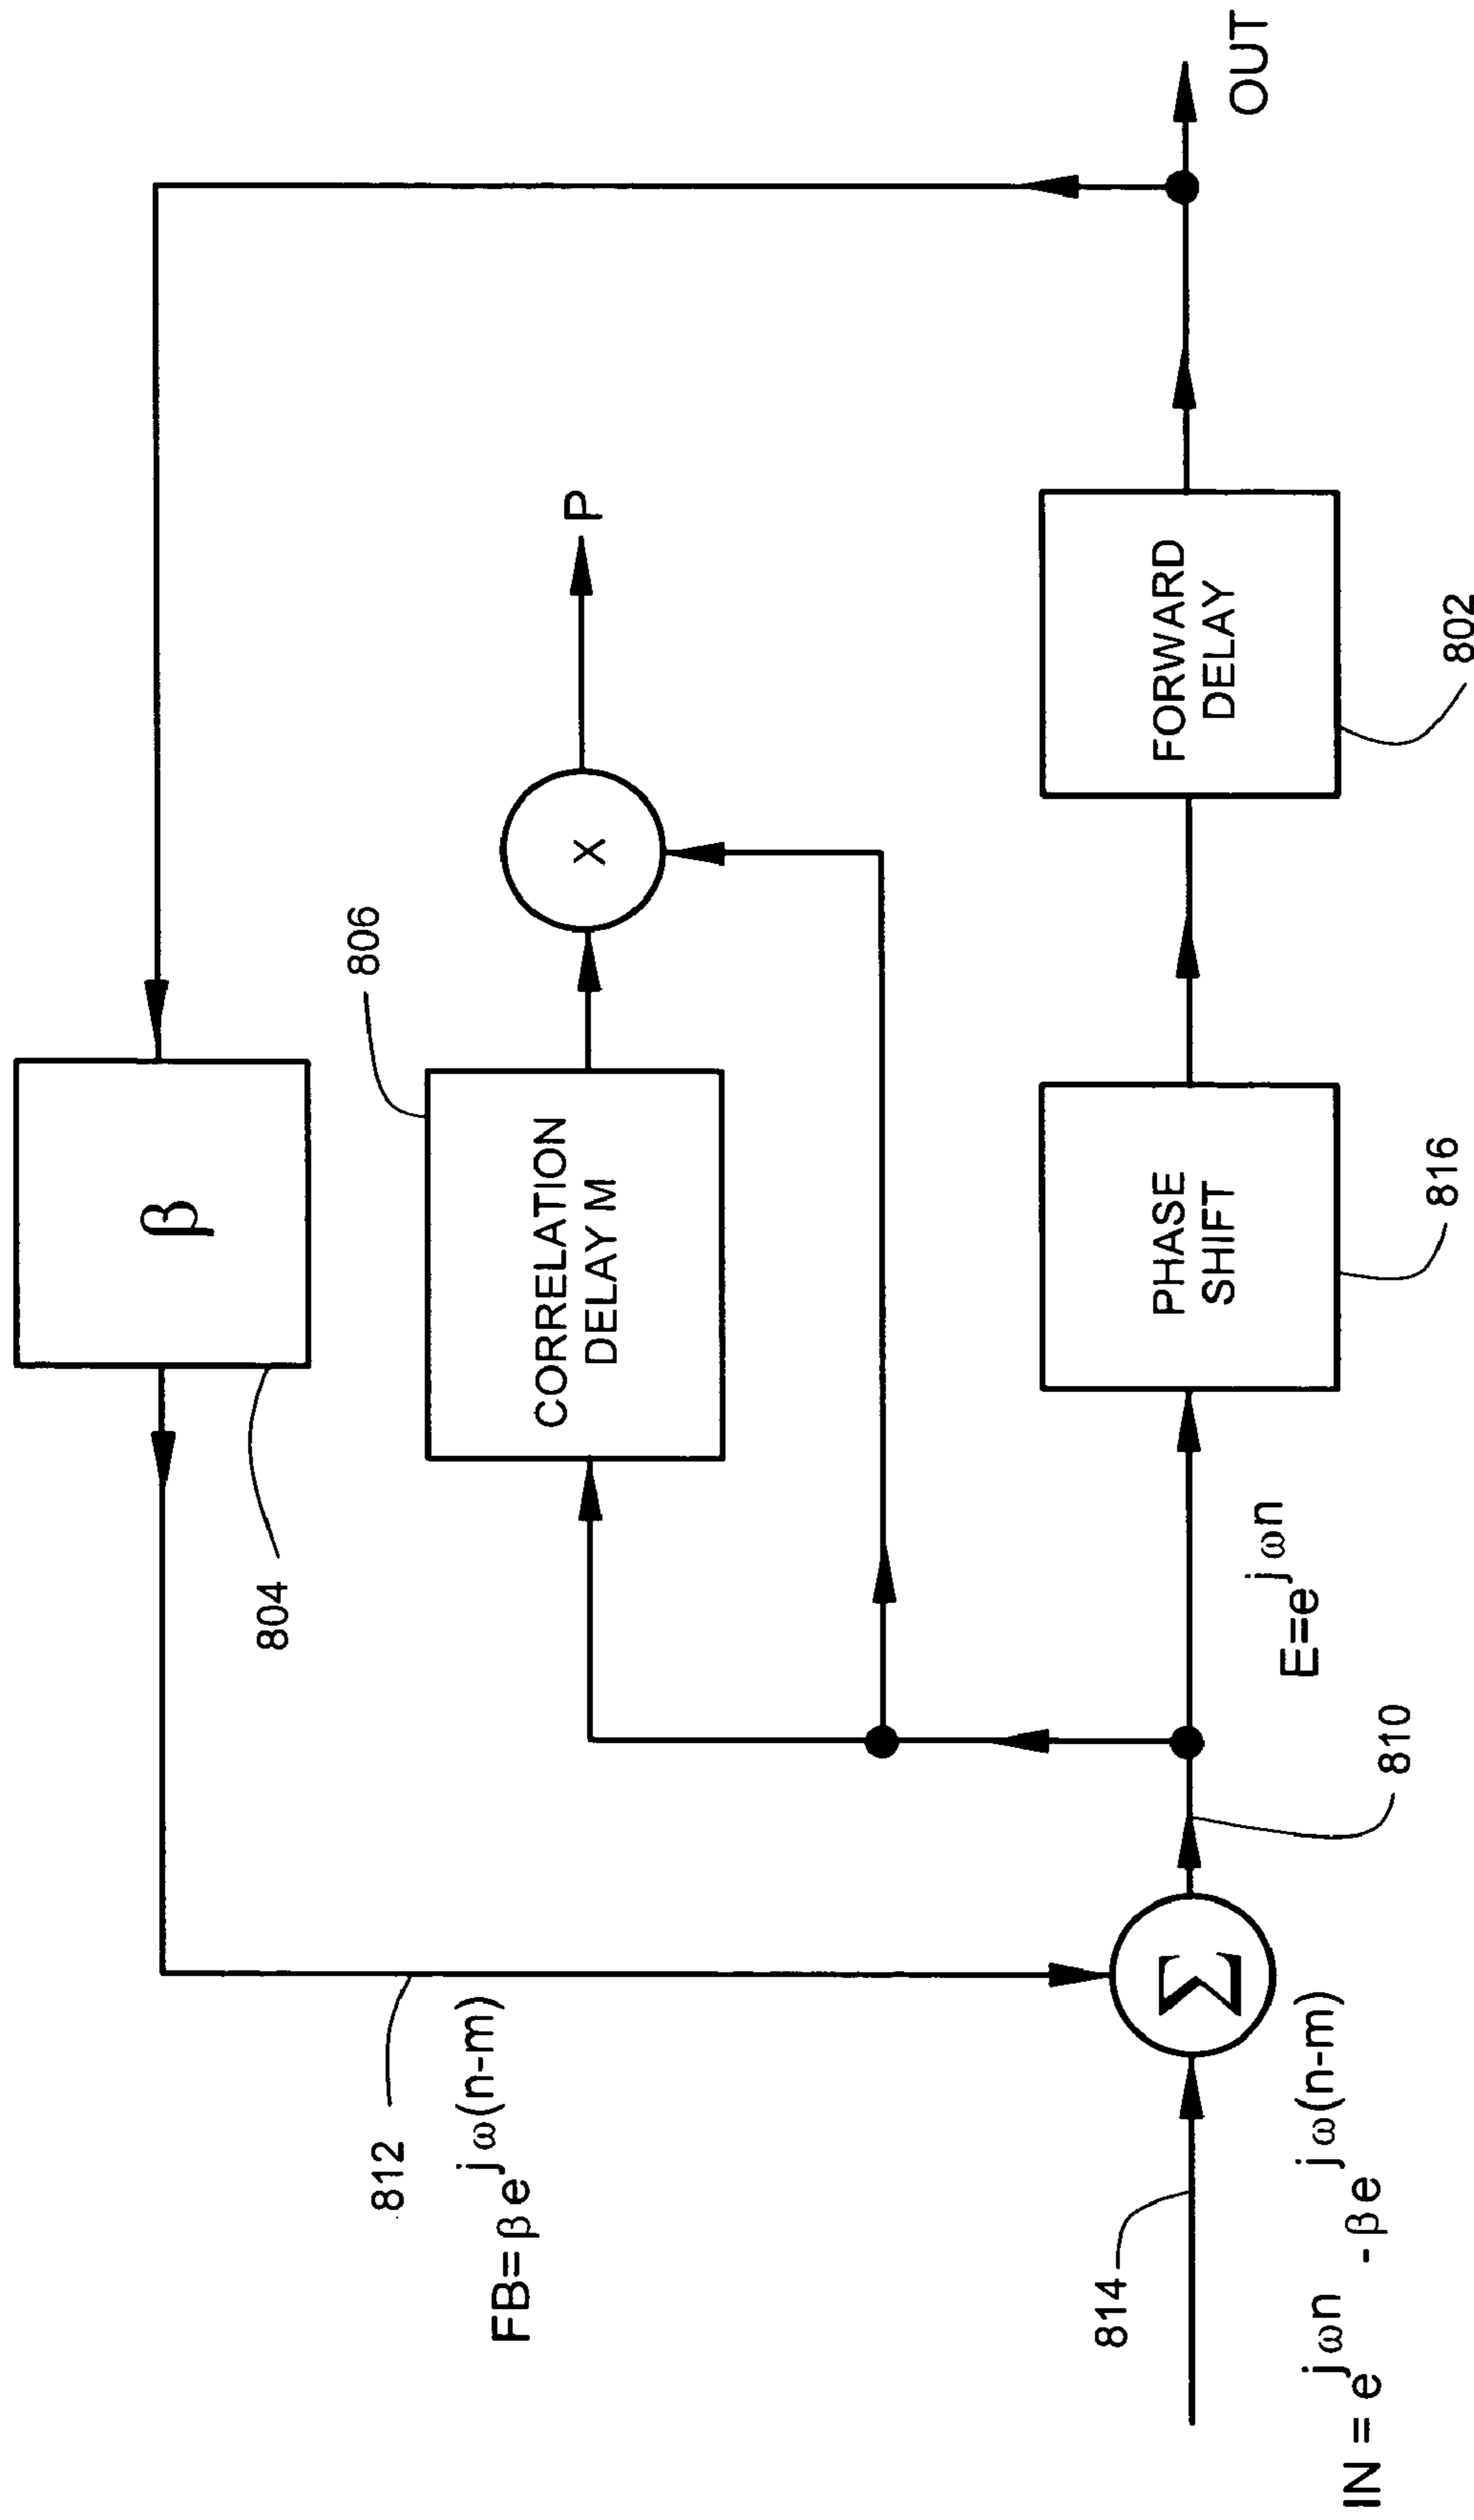 β
804
806
CORRELATION
DELAY M
X
P
812
FB=βe^jω(n-m)
814
IN = e^jωn - βe^jω(n-m)
Σ
810
E=e^jωn
PHASE
SHIFT
816
FORWARD
DELAY
802
OUT